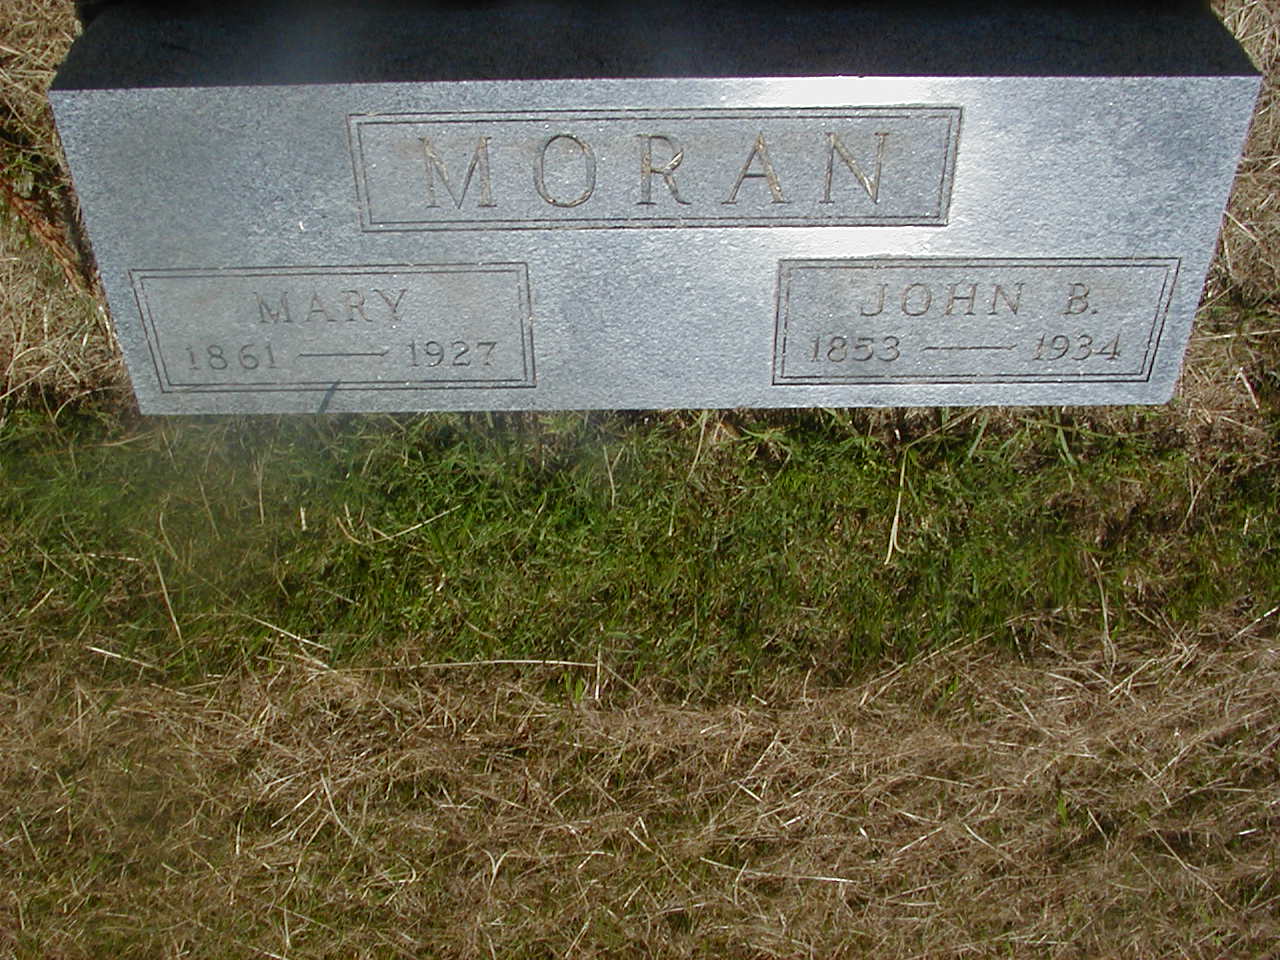 MORAN
MARY
1861 — 1927
JOHN B.
1853 — 1934